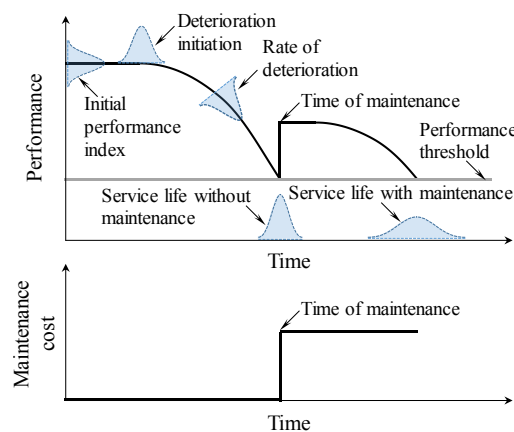 Deterioration
initiation
Rate of
deterioration
Initial
performance
index
Time of maintenance
Performance
threshold
Service life without
maintenance
Service life with maintenance
Performance
Time
Time of maintenance
Maintenance
cost
Time